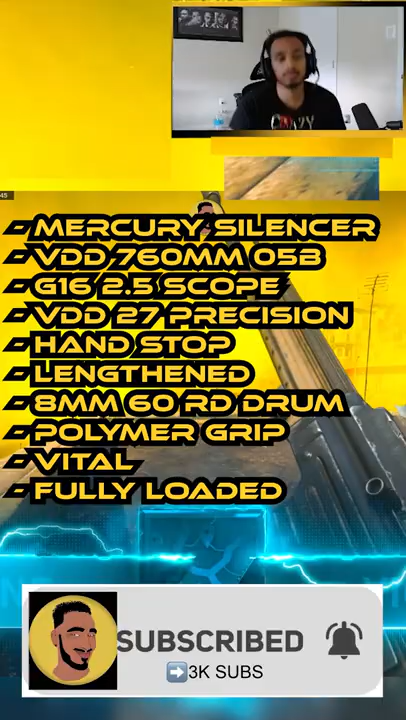 - MERCURY SILENCER
- VDD 760MM 05B
- G16 2.5 SCOPE
- VDD 27 PRECISION
- HAND STOP
- LENGTHENED
- 8MM 60 RD DRUM
- POLYMER GRIP
- VITAL
- FULLY LOADED
SUBSCRIBED
➡️3K SUBS